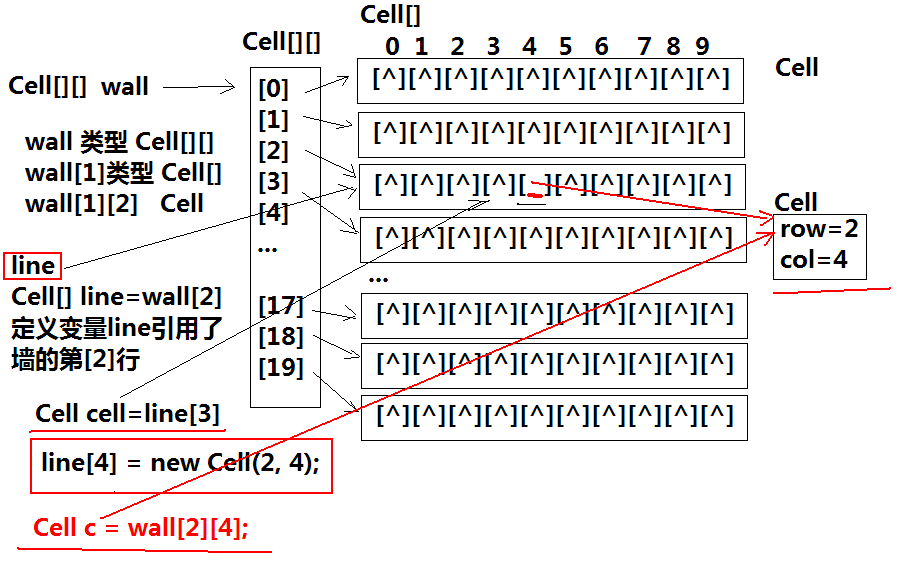 Cell[]
Cell[][]
0 1 2 3 4 5 6 7 8 9
Cell[][] wall
[0]
[1]
[2]
[3]
[4]
...
[17]
[18]
[19]
[^][^][^][^][^][^][^][^][^][^]
[^][^][^][^][^][^][^][^][^][^]
[^][^][^][^][ ][^][^][^][^][^]
[^][^][^][^][^][^][^][^][^][^]
...
[^][^][^][^][^][^][^][^][^][^]
[^][^][^][^][^][^][^][^][^][^]
[^][^][^][^][^][^][^][^][^][^]
Cell
Cell
row=2
col=4
wall 类型 Cell[][]
wall[1]类型 Cell[]
wall[1][2] Cell
line
Cell[] line=wall[2]
定义变量line引用了
墙的第[2]行
Cell cell=line[3]
line[4] = new Cell(2, 4);
Cell c = wall[2][4];